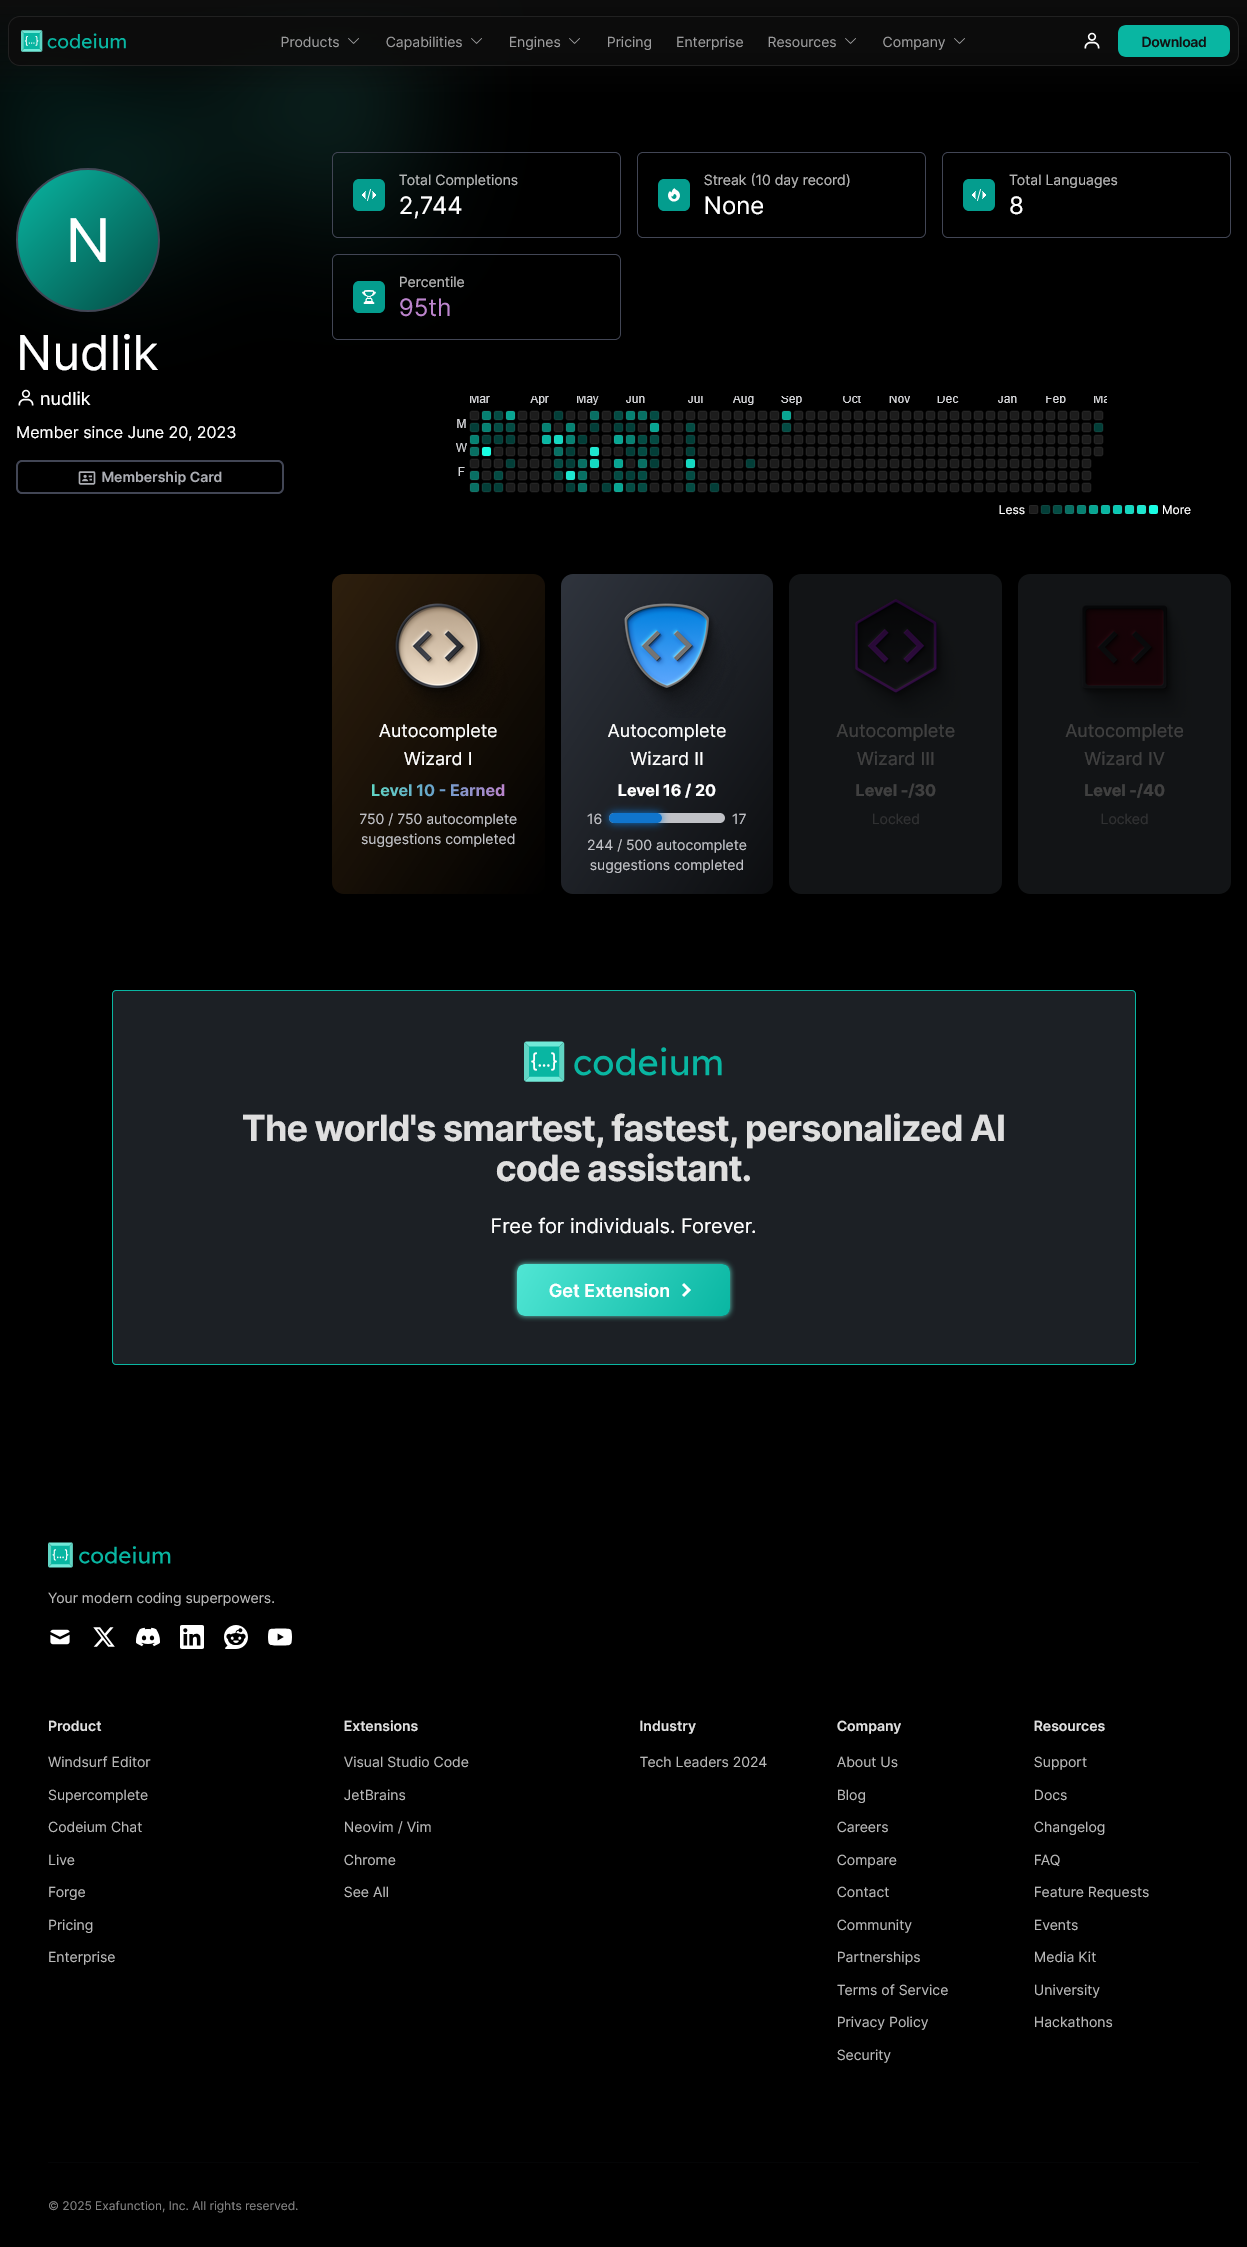 codeium
Products
Capabilities
Engines
Pricing
Enterprise
Resources
Company
Download
N
Nudlik
nudlik
Member since June 20, 2023
Membership Card
Total Completions
2,744
Streak (10 day record)
None
Total Languages
8
Percentile
95th
Mar Apr May Jun Jul Aug Sep Oct Nov Dec Jan Feb
M
W
F
Less More
Autocomplete
Wizard I
Level 10 - Earned
750 / 750 autocomplete
suggestions completed
Autocomplete
Wizard II
Level 16 / 20
16 17
244 / 500 autocomplete
suggestions completed
Autocomplete
Wizard III
Level -/30
Locked
Autocomplete
Wizard IV
Level -/40
Locked
{...} codeium
The world's smartest, fastest, personalized AI
code assistant.
Free for individuals. Forever.
Get Extension
codeium
Your modern coding superpowers.
Product
Windsurf Editor
Supercomplete
Codeium Chat
Live
Forge
Pricing
Enterprise
Extensions
Visual Studio Code
JetBrains
Neovim / Vim
Chrome
See All
Industry
Tech Leaders 2024
Company
About Us
Blog
Careers
Compare
Contact
Community
Partnerships
Terms of Service
Privacy Policy
Security
Resources
Support
Docs
Changelog
FAQ
Feature Requests
Events
Media Kit
University
Hackathons
© 2025 Exafunction, Inc. All rights reserved.